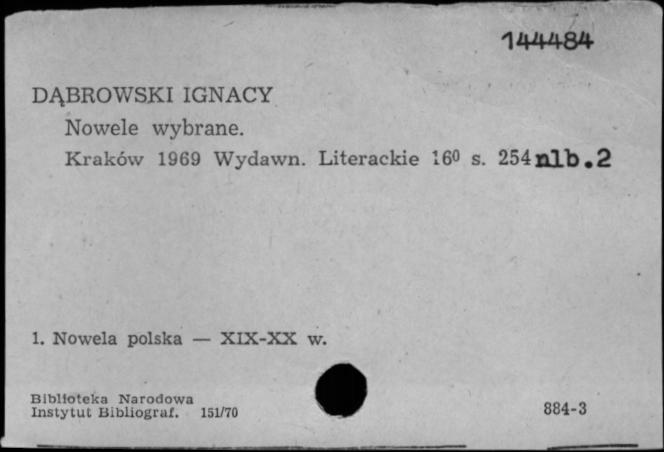 144484
DĄBROWSKI IGNACY
Nowele wybrane.
Kraków 1969 Wydawn. Literackie 16⁰ s. 254 nlb.2
1. Nowela polska — XIX-XX w.
Biblioteka Narodowa
Instytut Bibliograf. 151/70
884-3